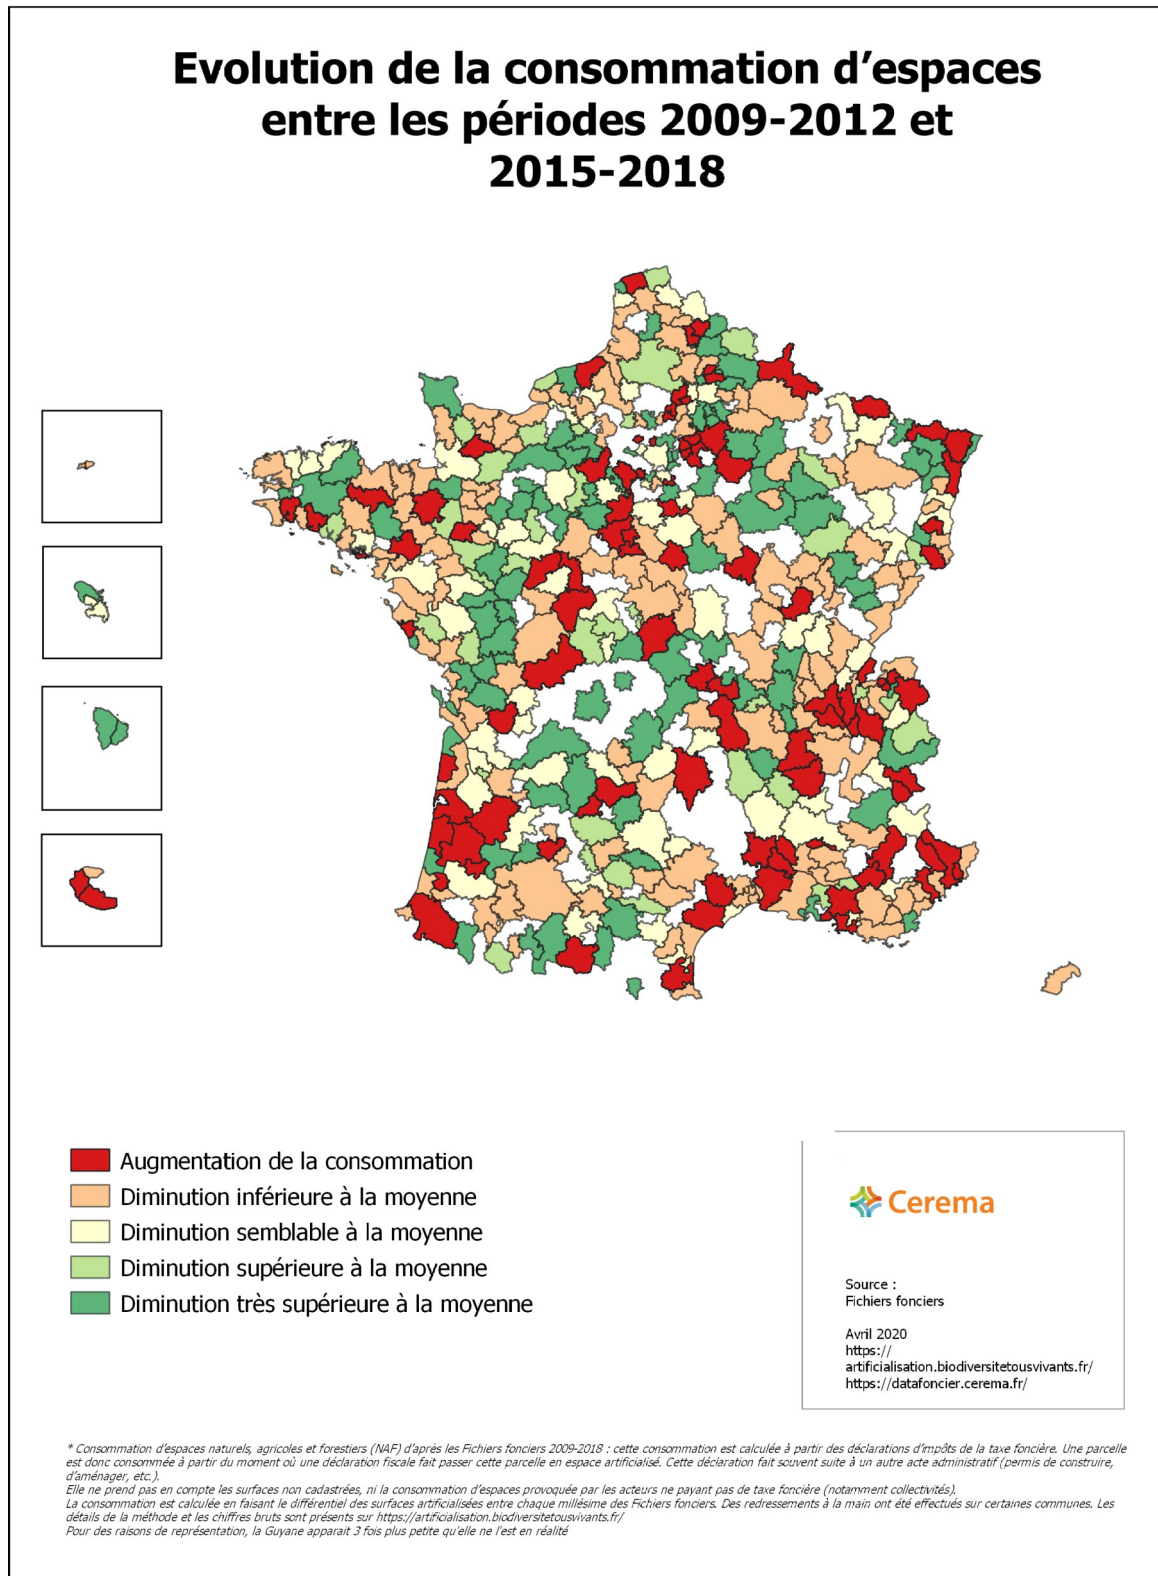 Evolution de la consommation d'espaces
entre les périodes 2009-2012 et
2015-2018
Augmentation de la consommation
Diminution inférieure à la moyenne
Diminution semblable à la moyenne
Diminution supérieure à la moyenne
Diminution très supérieure à la moyenne
Cerema
Source :
Fichiers fonciers
Avril 2020
https://
artificialisation.biodiversitetousvivants.fr/
https://datafoncier.cerema.fr/
* Consommation d'espaces naturels, agricoles et forestiers (NAF) d'après les Fichiers fonciers 2009-2018 : cette consommation est calculée à partir des déclarations d'impôts de la taxe foncière. Une parcelle
est donc consommée à partir du moment où une déclaration fiscale fait passer cette parcelle en espace artificialisé. Cette déclaration fait souvent suite à un autre acte administratif (permis de construire,
d'aménager, etc.).
Elle ne prend pas en compte les surfaces non cadastrées, ni la consommation d'espaces provoquée par les acteurs ne payant pas de taxe foncière (notamment collectivités).
La consommation est calculée en faisant le différentiel des surfaces artificialisées entre chaque millésime des Fichiers fonciers. Des redressements à la main ont été effectués sur certaines communes. Les
détails de la méthode et les chiffres bruts sont présents sur https://artificialisation.biodiversitetousvivants.fr/
Pour des raisons de représentation, la Guyane apparait 3 fois plus petite qu'elle ne l'est en réalité